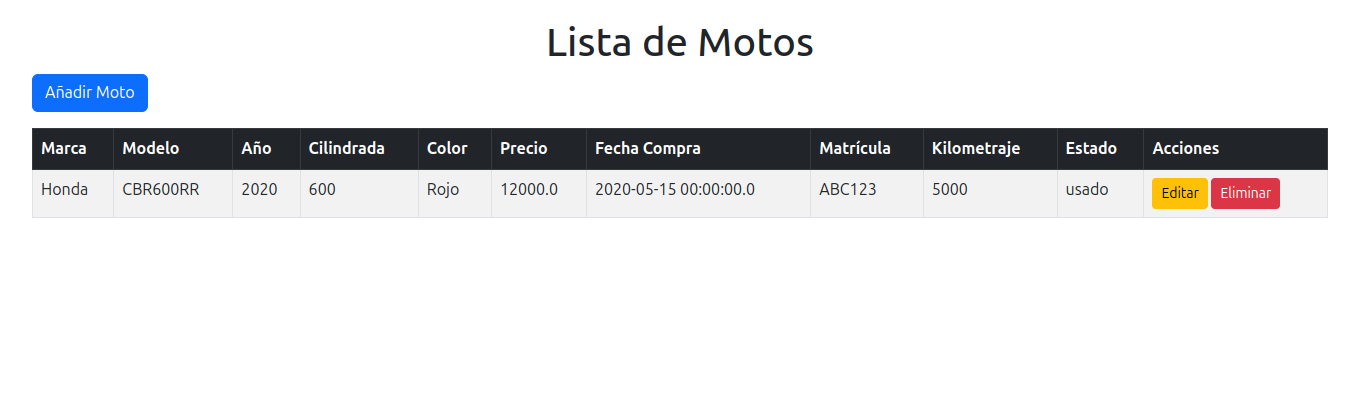 Lista de Motos
Añadir Moto
Marca Modelo Año Cilindrada Color Precio Fecha Compra Matrícula Kilometraje Estado Acciones
Honda CBR600RR 2020 600 Rojo 12000.0 2020-05-15 00:00:00.0 ABC123 5000 usado Editar Eliminar